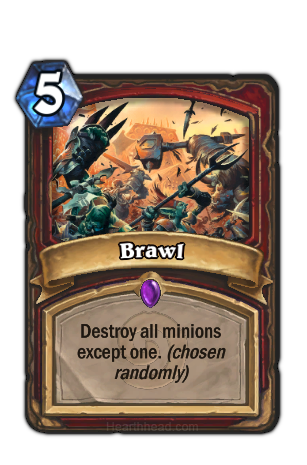 5
Brawl
Destroy all minions
except one. (chosen
randomly)
Hearthhead.com